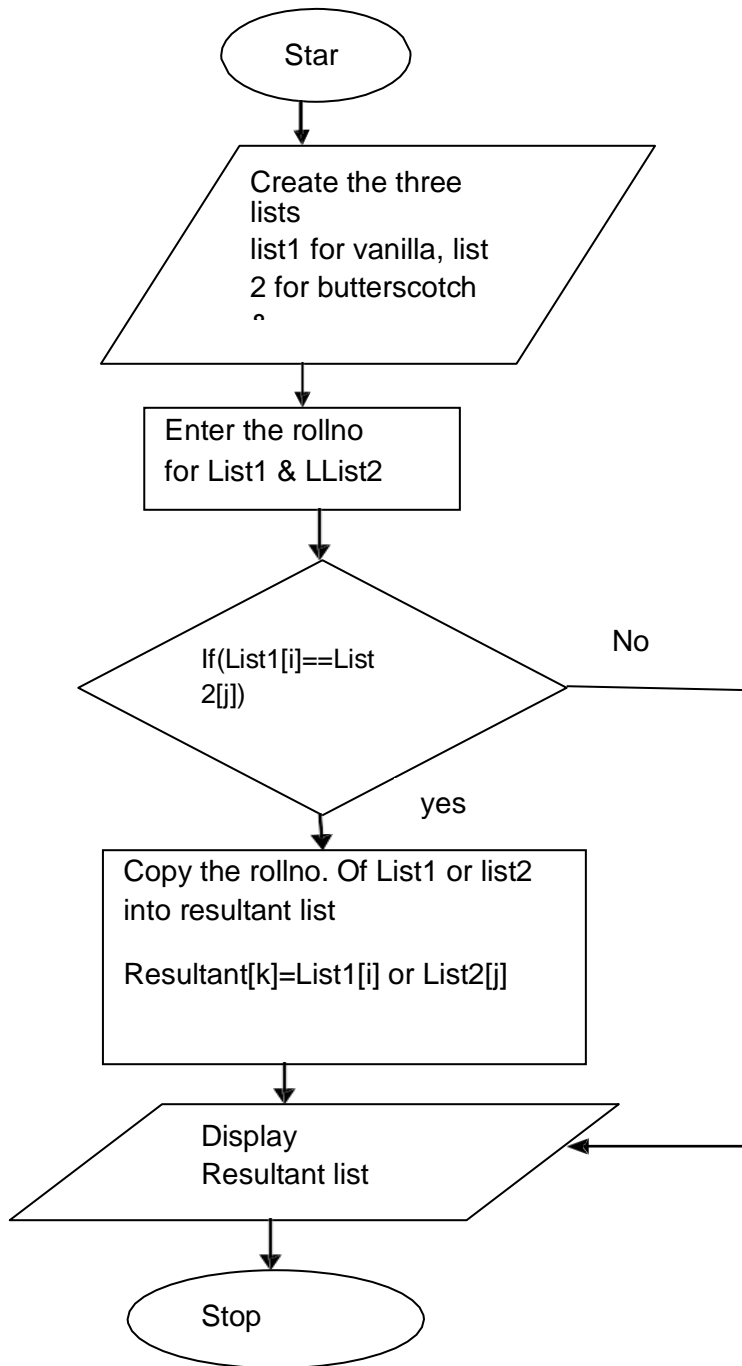 Star
Create the three
lists
list1 for vanilla, list
2 for butterscotch
Enter the rollno
for List1 & LList2
If(List1[i]==List
2[j])
No
yes
Copy the rollno. Of List1 or list2
into resultant list
Resultant[k]=List1[i] or List2[j]
Display
Resultant list
Stop